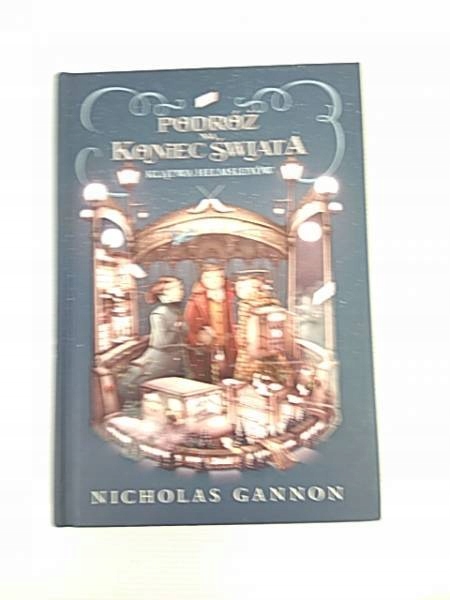 PODRÓŻ
NA
KONIEC ŚWIATA
NICHOLAS GANNON